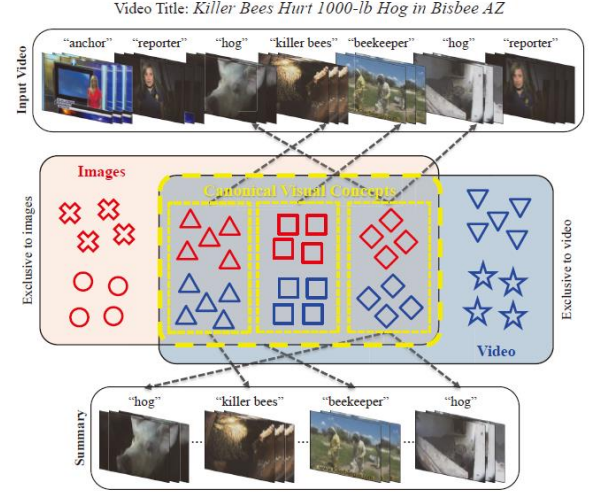 Video Title: Killer Bees Hurt 1000-lb Hog in Bisbee AZ
Input Video
“anchor” “reporter” “hog” “killer bees” “beekeeper” “hog” “reporter”
Images
Canonical Visual Concepts
Exclusive to images
Exclusive to video
Video
Summary
“hog” “killer bees” “beekeeper” “hog”